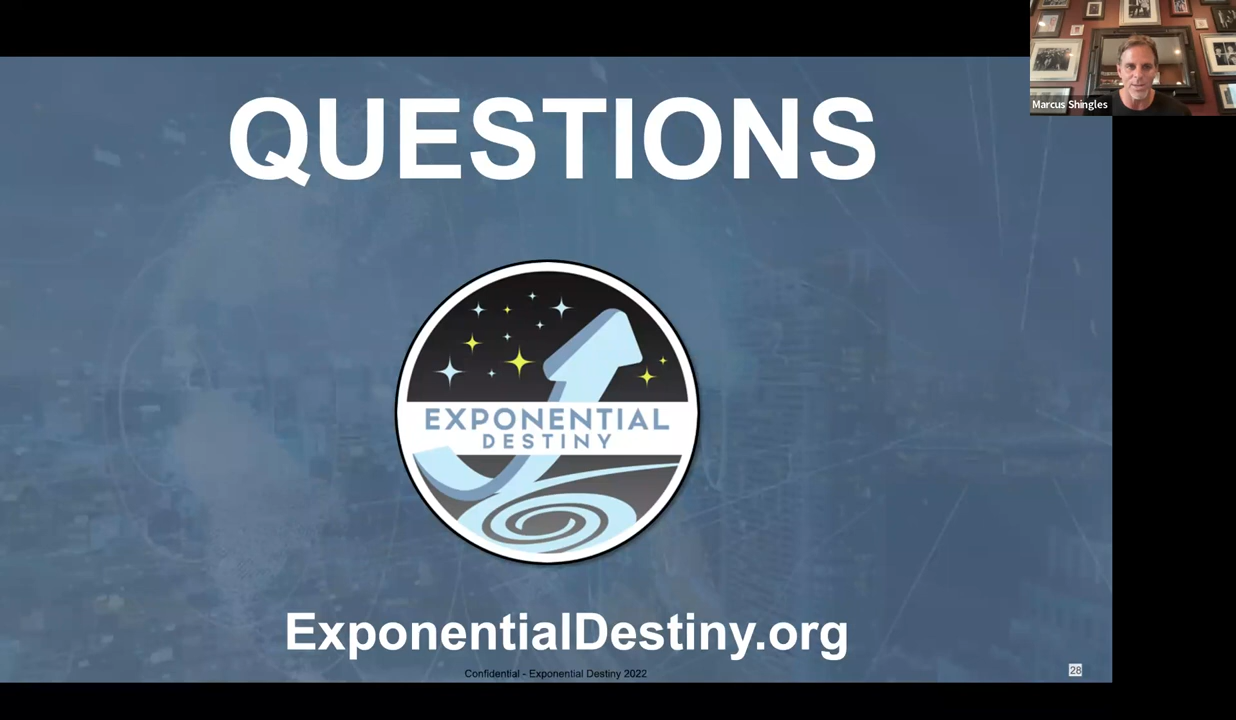 Marcus Shingles
QUESTIONS
EXPONENTIAL
DESTINY
ExponentialDestiny.org
Confidential - Exponential Destiny 2022
28